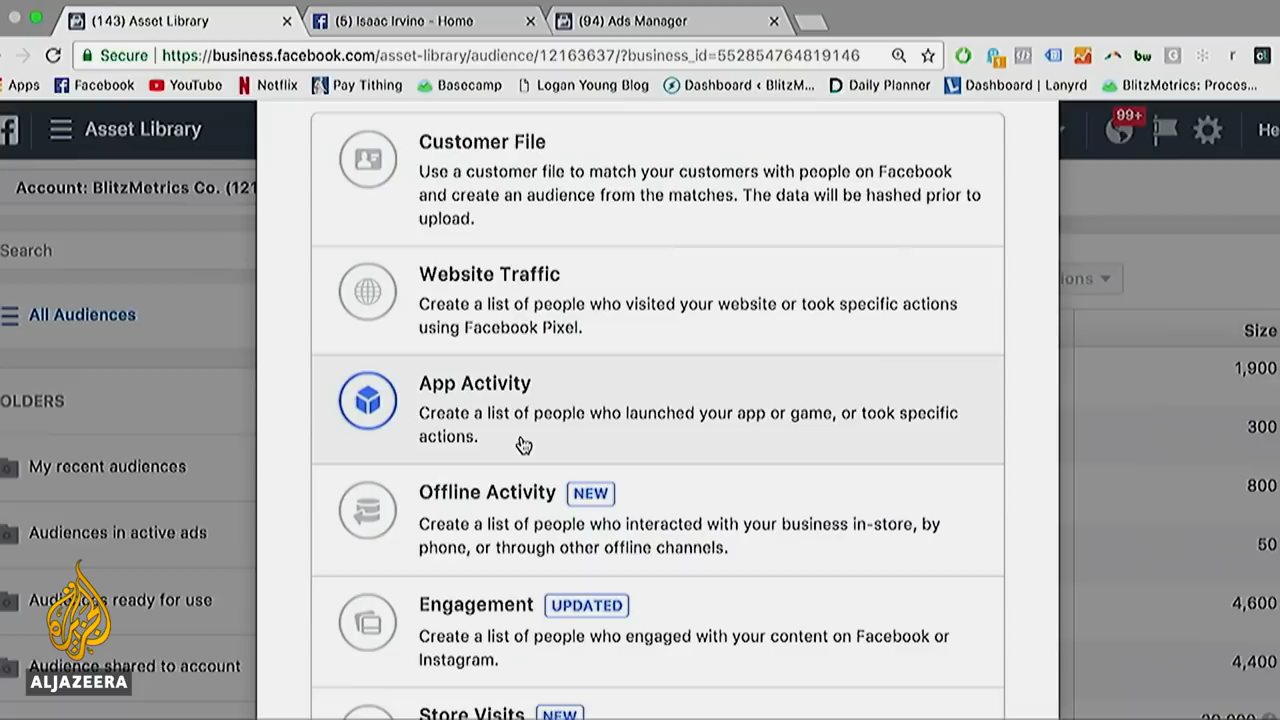 (143) Asset Library
(5) Isaac Irvine - Home
(94) Ads Manager
Secure
https://business.facebook.com/asset-library/audience/12163637/?business_id=552854764819146
Apps
Facebook
YouTube
Netflix
Pay Tithing
Basecamp
Logan Young Blog
Dashboard ‹ BlitzM...
Daily Planner
Dashboard | Lanyrd
BlitzMetrics: Proces...
Asset Library
99+
He
Account: BlitzMetrics Co. (121
Search
All Audiences
OLDERS
My recent audiences
Audiences in active ads
Audiences ready for use
Audience shared to account
Customer File
Use a customer file to match your customers with people on Facebook
and create an audience from the matches. The data will be hashed prior to
upload.
Website Traffic
Create a list of people who visited your website or took specific actions
using Facebook Pixel.
App Activity
Create a list of people who launched your app or game, or took specific
actions.
Offline Activity NEW
Create a list of people who interacted with your business in-store, by
phone, or through other offline channels.
Engagement UPDATED
Create a list of people who engaged with your content on Facebook or
Instagram.
Store Visits NEW
ions
Size
1,900
300
800
50
4,600
4,400
ALJAZEERA